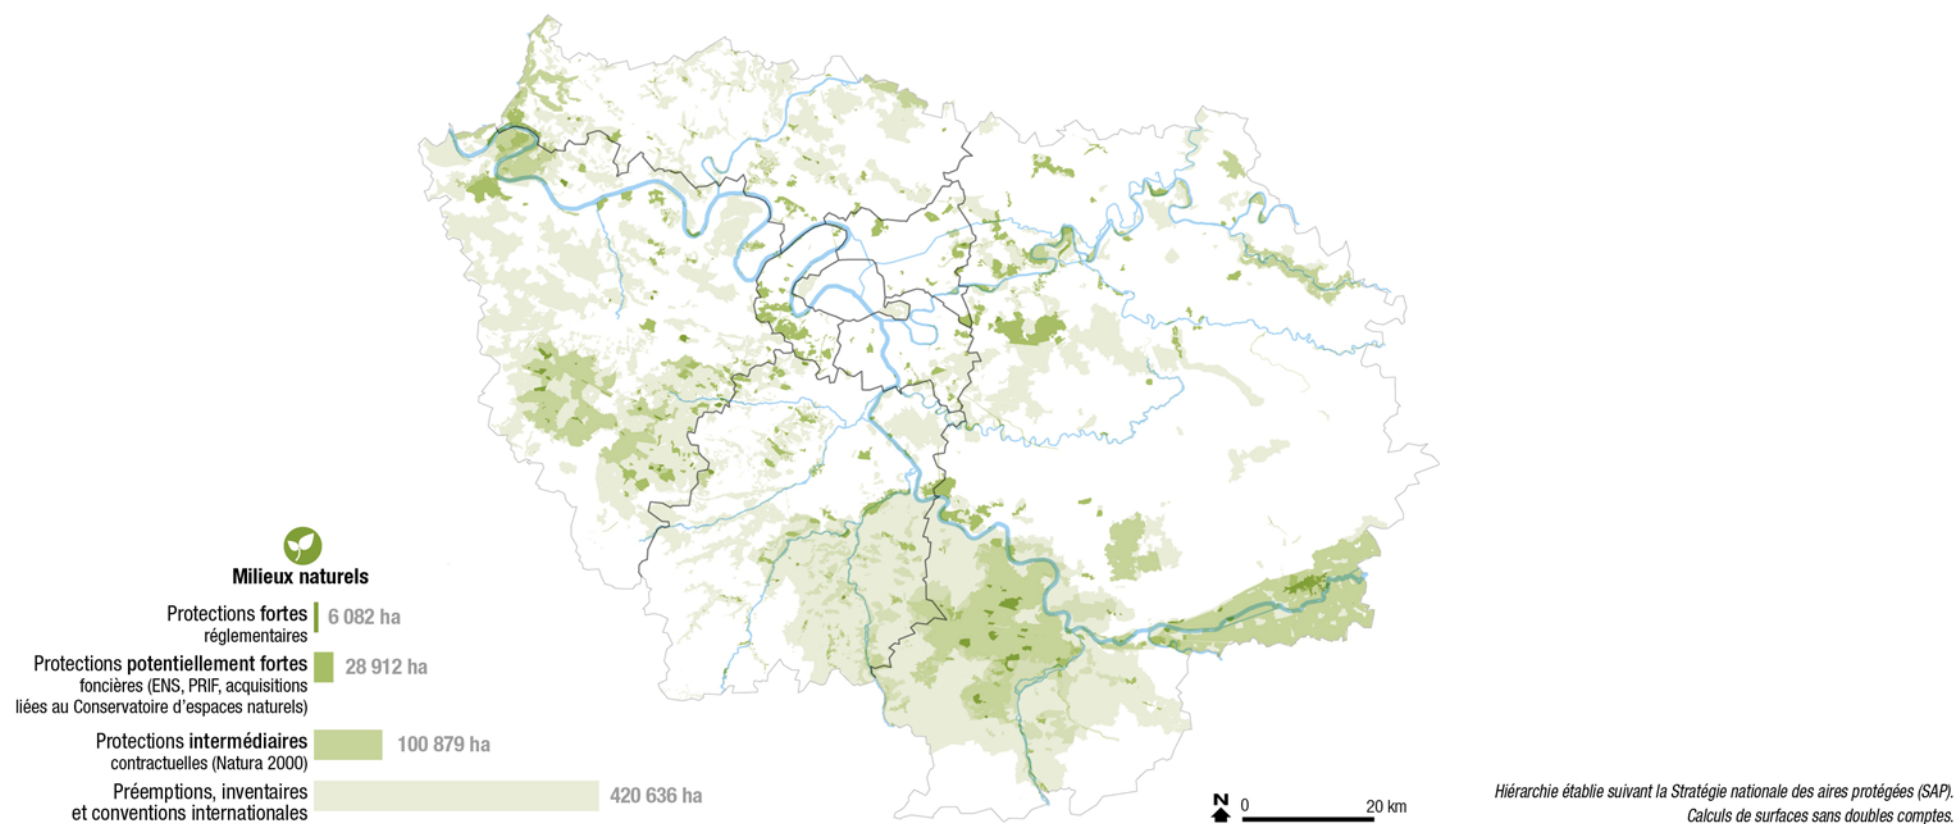 Milieux naturels
Protections fortes
réglementaires
6 082 ha
Protections potentiellement fortes
foncières (ENS, PRIF, acquisitions
liées au Conservatoire d'espaces naturels)
28 912 ha
Protections intermédiaires
contractuelles (Natura 2000)
100 879 ha
Préemptions, inventaires
et conventions internationales
420 636 ha
N
0 20 km
Hiérarchie établie suivant la Stratégie nationale des aires protégées (SAP).
Calculs de surfaces sans doubles comptes.